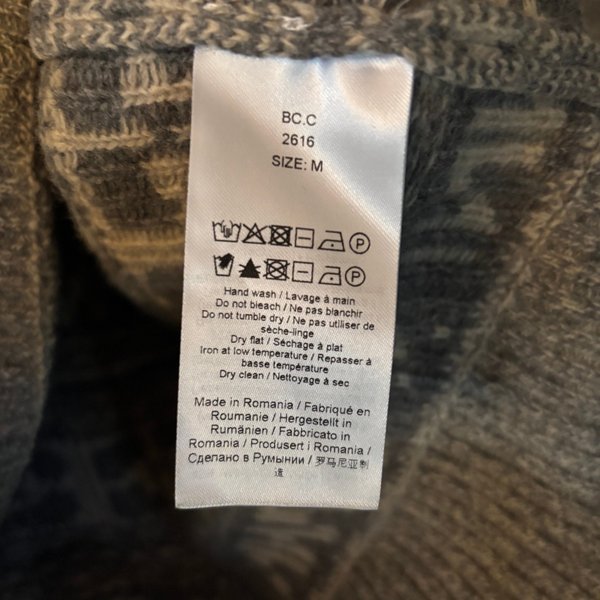 BC.C
2616
SIZE: M
P
P
Hand wash / Lavage à main
Do not bleach / Ne pas blanchir
Do not tumble dry / Ne pas utiliser de
sèche-linge
Dry flat / Séchage à plat
Iron at low temperature / Repasser à
basse température
Dry clean / Nettoyage à sec
Made in Romania / Fabriqué en
Roumanie / Hergestellt in
Rumänien / Fabbricato in
Romania / Produsert i Romania /
Сделано в Румынии / 罗马尼亚制
造